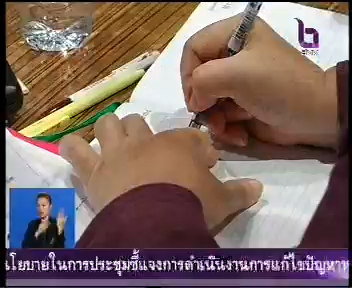 นโยบายในการประชุมชี้แจงการดำเนินงานการแก้ไขปัญหา